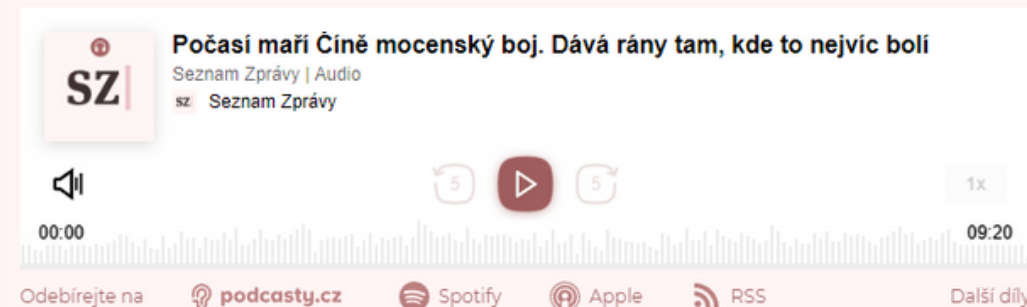 SZ
Počasí maří Číně mocenský boj. Dává rány tam, kde to nejvíc bolí
Seznam Zprávy | Audio
sz Seznam Zprávy
5 5 1x
00:00 09:20
Odebírejte na podcasty.cz Spotify Apple RSS Další díly